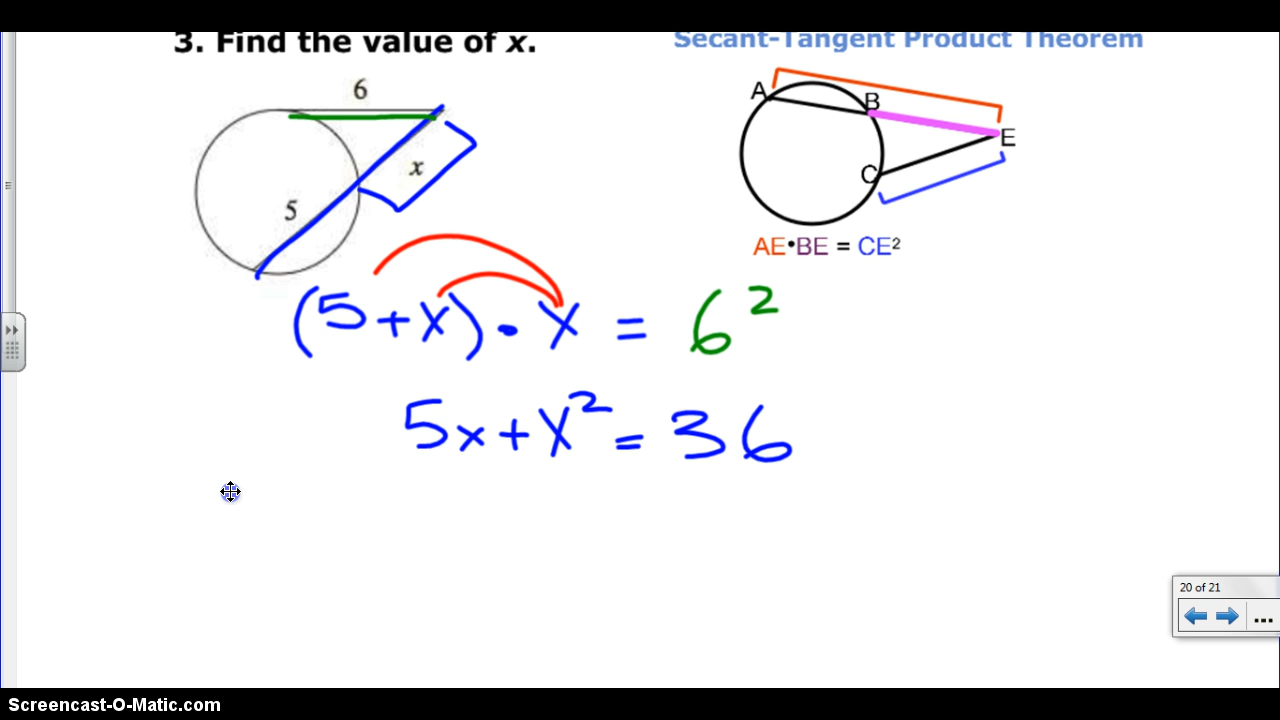 3. Find the value of x.
6
x
5
(5+x)•x = 6²
5x+x²=36
Secant-Tangent Product Theorem
A
B
E
C
AE•BE = CE²
20 of 21
...
Screencast-O-Matic.com